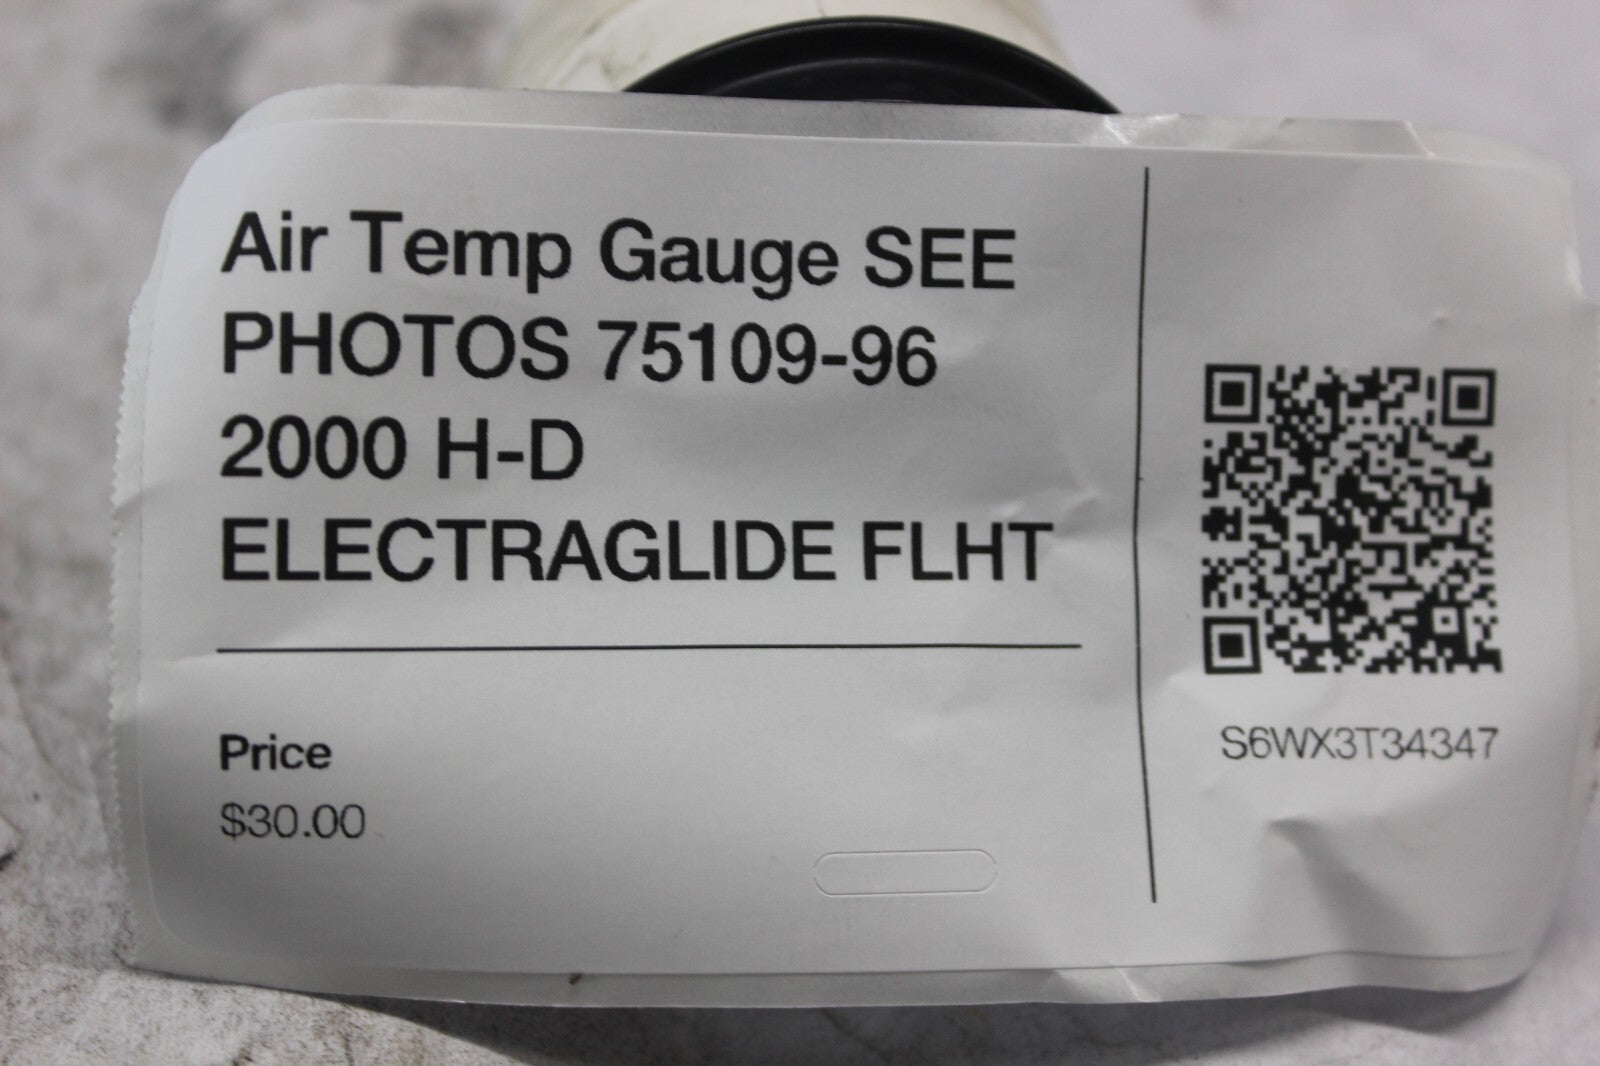 Air Temp Gauge SEE
PHOTOS 75109-96
2000 H-D
ELECTRAGLIDE FLHT
Price
$30.00
S6WX3T34347